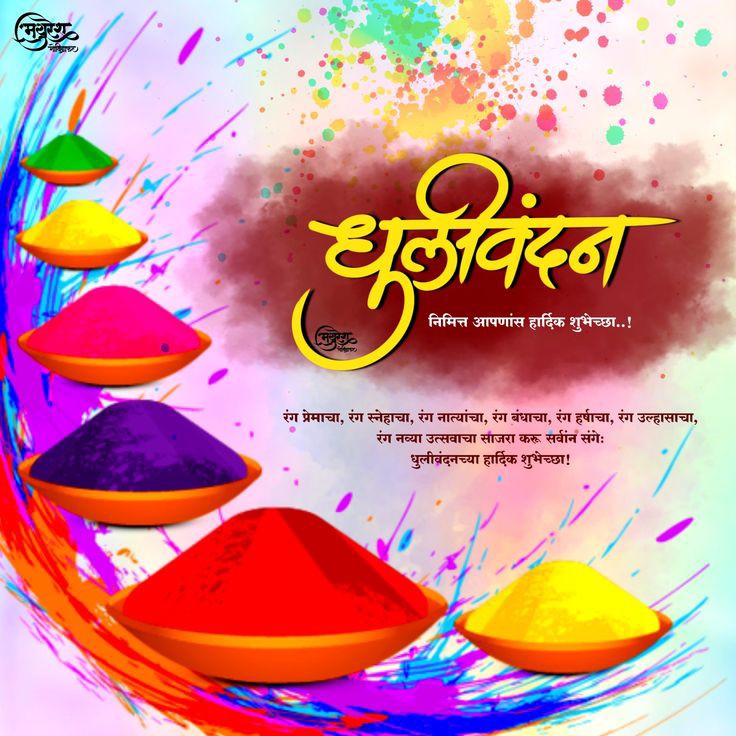 धुलीवंदन
निमित्त आपणांस हार्दिक शुभेच्छा..!
रंग प्रेमाचा, रंग स्नेहाचा, रंग नात्यांचा, रंग बंधाचा, रंग हर्षाचा, रंग उल्हासाचा,
रंग नव्या उत्सवाचा साजरा करू सर्वांन संगे:
धुलीवंदनच्या हार्दिक शुभेच्छा!